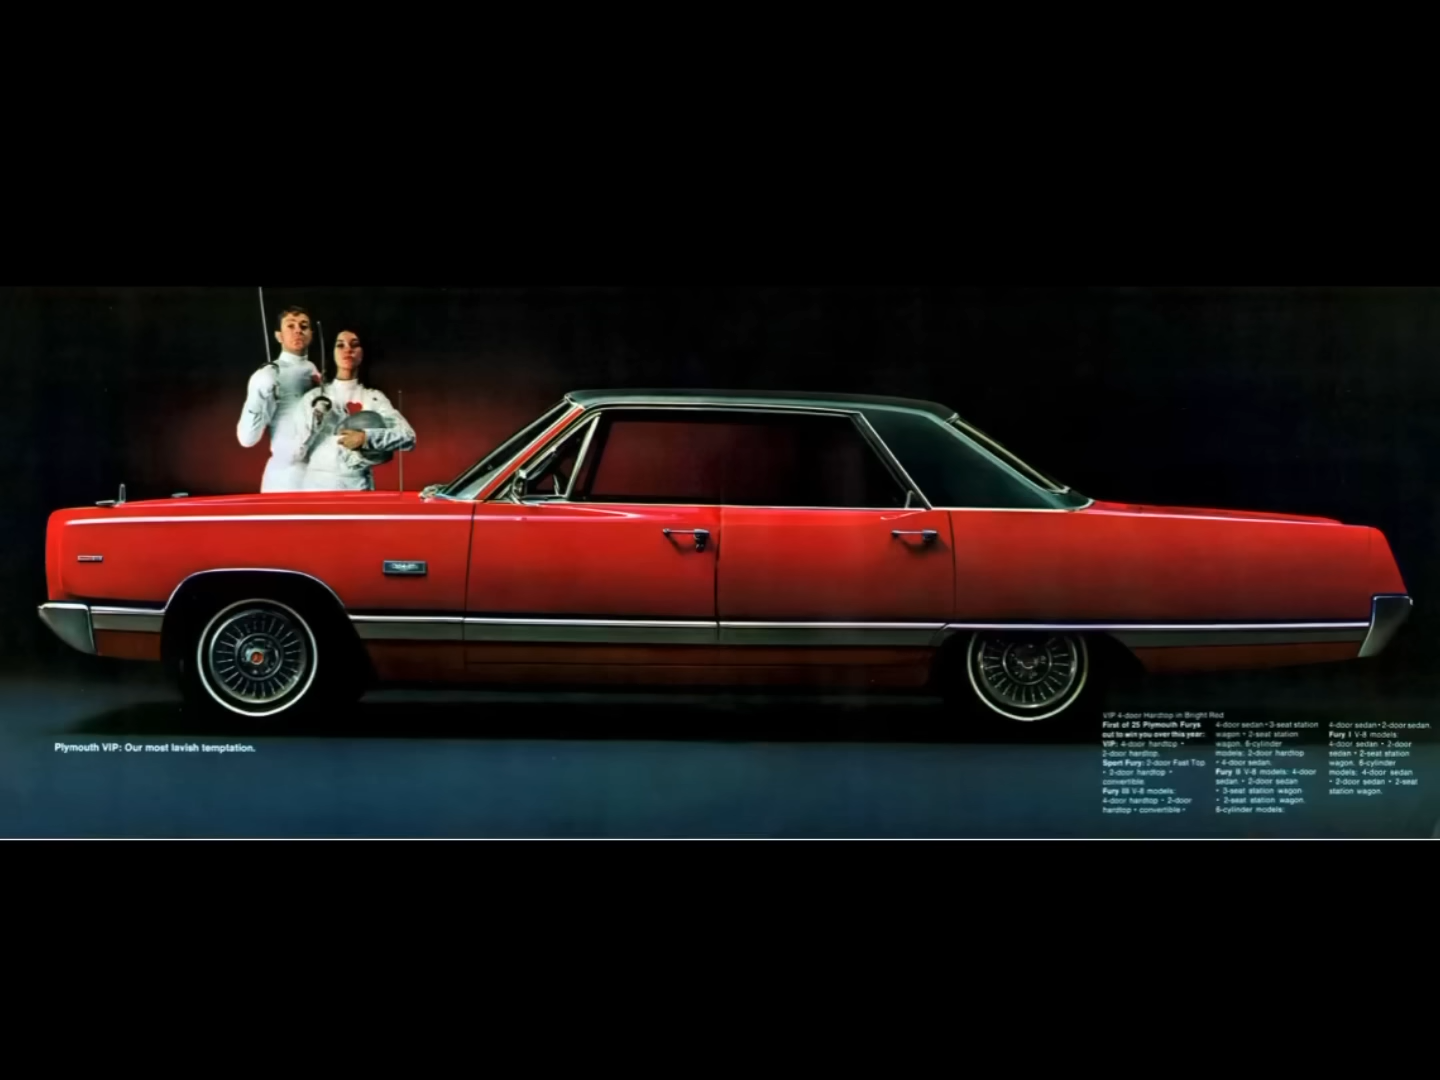 Plymouth VIP: Our most lavish temptation.
VIP 4-door Hardtop in Bright Red
First of 25 Plymouth Furys
out to win you over this year:
VIP: 4-door hardtop •
2-door hardtop.
Sport Fury: 2-door Fast Top
• 2-door hardtop •
convertible.
Fury III V-8 models:
4-door hardtop • 2-door
hardtop • convertible •
4-door sedan • 3-seat station
wagon • 2-seat station
wagon. 6-cylinder
models: 2-door hardtop
• 4-door sedan.
Fury II V-8 models: 4-door
sedan • 2-door sedan
• 3-seat station wagon
• 2-seat station wagon.
6-cylinder models:
4-door sedan • 2-door sedan.
Fury I V-8 models:
4-door sedan • 2-door
sedan • 2-seat station
wagon. 6-cylinder
models: 4-door sedan
• 2-door sedan • 2-seat
station wagon.